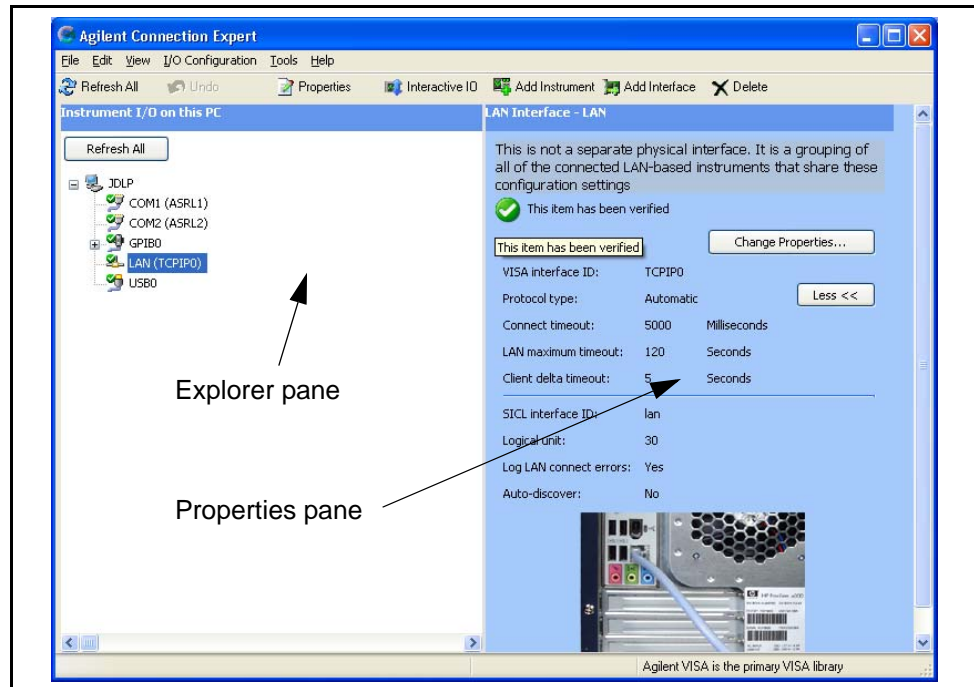 Agilent Connection Expert
File Edit View I/O Configuration Tools Help
Refresh All Undo Properties Interactive IO Add Instrument Add Interface Delete
Instrument I/O on this PC
Refresh All
JDLP
COM1 (ASRL1)
COM2 (ASRL2)
GPIB0
LAN (TCPIP0)
USB0
Explorer pane
Properties pane
LAN Interface - LAN
This is not a separate physical interface. It is a grouping of
all of the connected LAN-based instruments that share these
configuration settings
This item has been verified
This item has been verified
Change Properties...
VISA interface ID: TCPIP0
Protocol type: Automatic
Less <<
Connect timeout: 5000 Milliseconds
LAN maximum timeout: 120 Seconds
Client delta timeout: 5 Seconds
SICL interface ID: lan
Logical unit: 30
Log LAN connect errors: Yes
Auto-discover: No
Agilent VISA is the primary VISA library